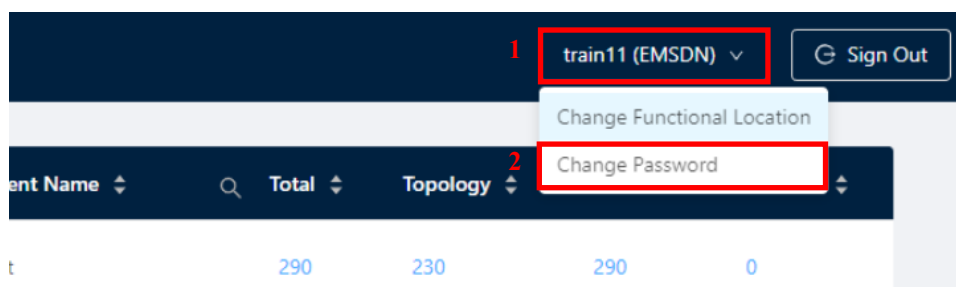 1 train11 (EMSDN) Sign Out
Change Functional Location
2 Change Password
ent Name Total Topology
t 290 230 290 0